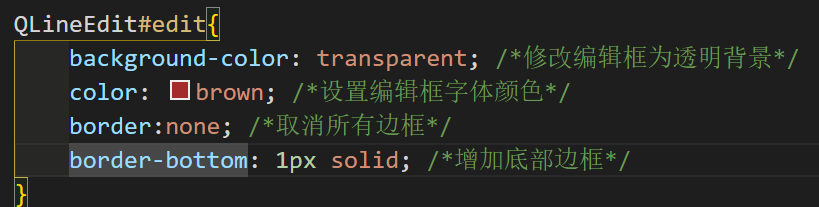 QLineEdit#edit{
background-color: transparent; /*修改编辑框为透明背景*/
color: brown; /*设置编辑框字体颜色*/
border:none; /*取消所有边框*/
border-bottom: 1px solid; /*增加底部边框*/
}